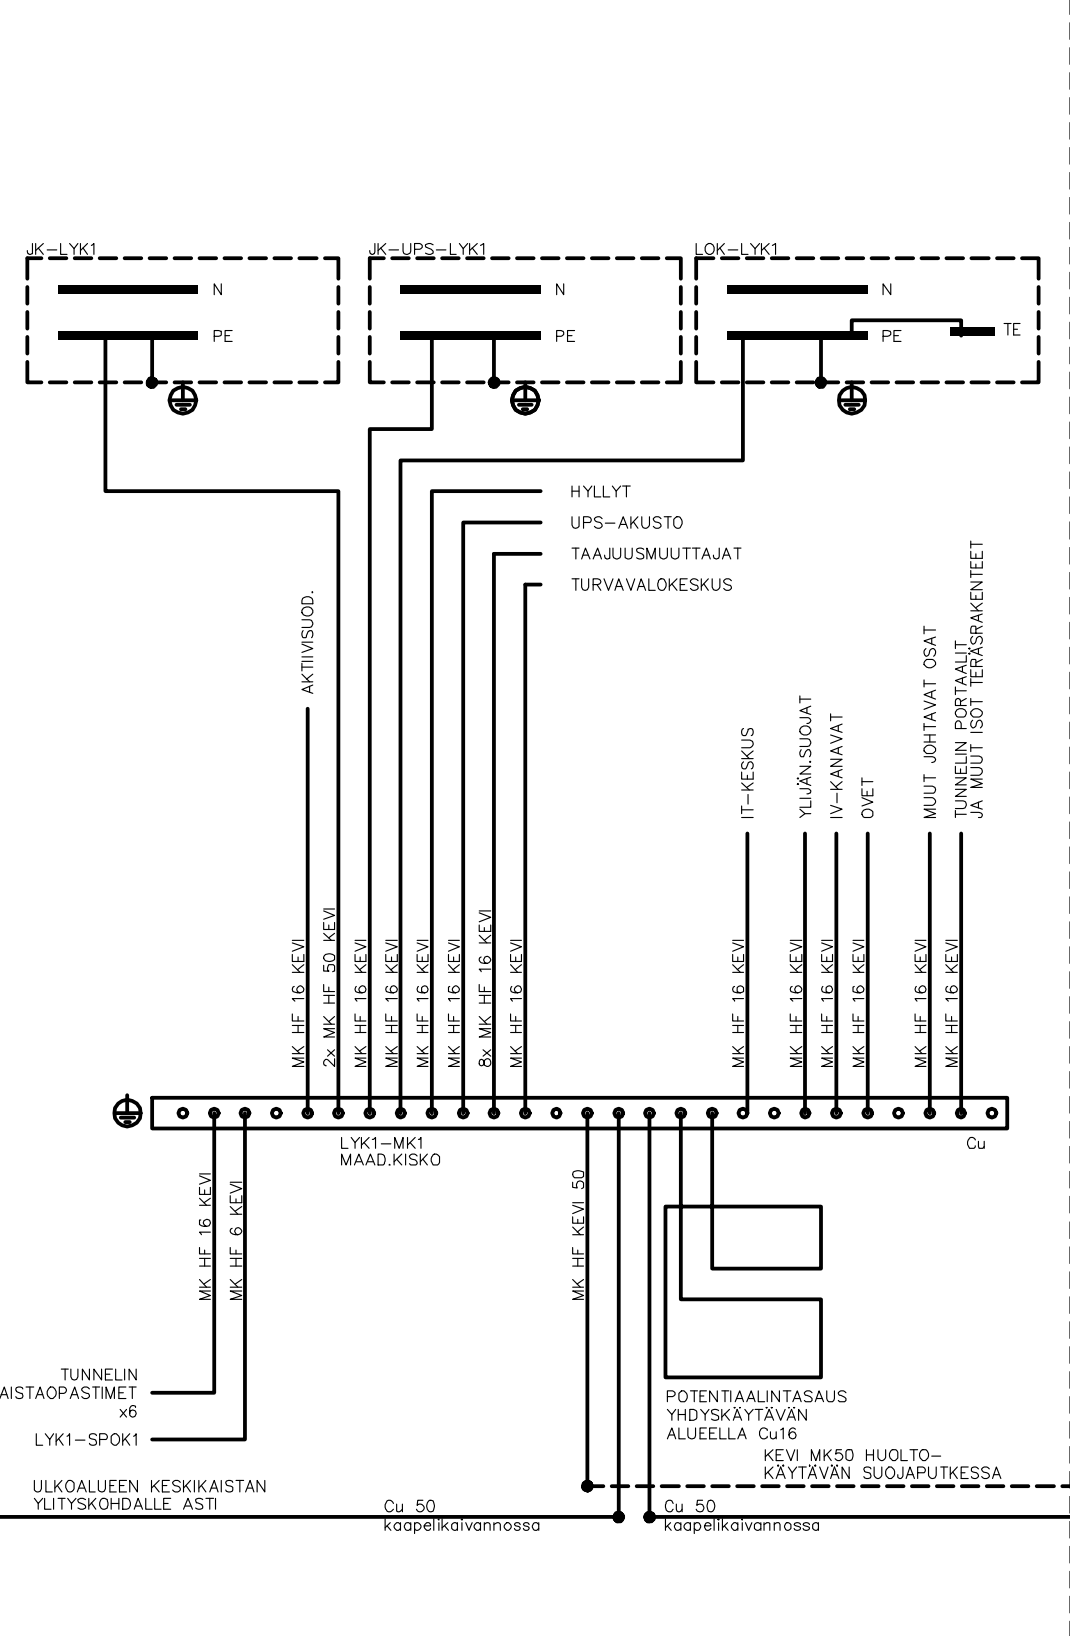 JK-LYK1
JK-UPS-LYK1
LOK-LYK1
N
N
N
PE
PE
PE
TE
HYLLYT
UPS-AKUSTO
TAAJUUSMUUTTAJAT
TURVAVALOKESKUS
AKTIIVISUOD.
IT-KESKUS
YLIJÄN.SUOJAT
IV-KANAVAT
OVET
MUUT JOHTAVAT OSAT
TUNNELIN PORTAALIT
JA MUUT ISOT TERÄSRAKENTEET
MK HF 16 KEVI
2x MK HF 50 KEVI
MK HF 16 KEVI
MK HF 16 KEVI
MK HF 16 KEVI
MK HF 16 KEVI
8x MK HF 16 KEVI
MK HF 16 KEVI
MK HF 16 KEVI
MK HF 16 KEVI
MK HF 16 KEVI
MK HF 16 KEVI
MK HF 16 KEVI
MK HF 16 KEVI
LYK1-MK1
MAAD.KISKO
Cu
MK HF 16 KEVI
MK HF 6 KEVI
MK HF KEVI 50
TUNNELIN
AISTAOPASTIMET
x6
LYK1-SPOK1
POTENTIAALINTASAUS
YHDYSKÄYTÄVÄN
ALUEELLA Cu16
KEVI MK50 HUOLTO-
KÄYTÄVÄN SUOJAPUTKESSA
ULKOALUEEN KESKIKAISTAN
YLITYSKOHDALLE ASTI
Cu 50
kaapelikaivannossa
Cu 50
kaapelikaivannossa